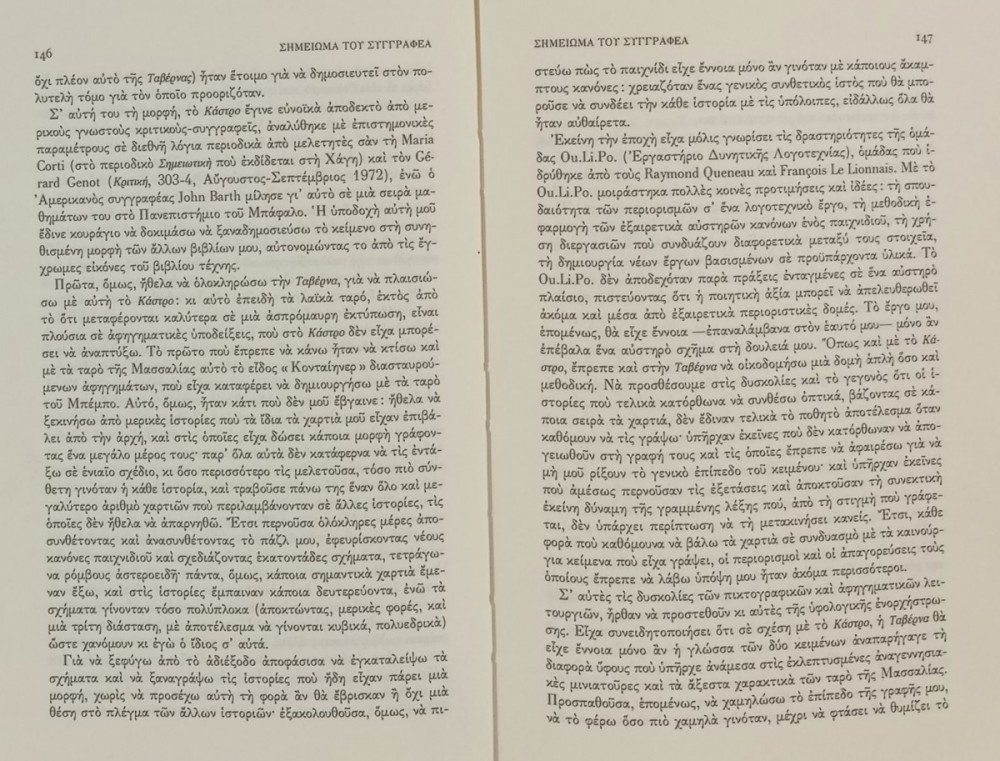 146
ΣΗΜΕΙΩΜΑ ΤΟΥ ΣΥΓΓΡΑΦΕΑ
ὄχι πλέον αὐτὸ τῆς Ταβέρνας) ἦταν ἕτοιμο γιὰ νὰ δημοσιευτεῖ στὸν πο-
λυτελὴ τόμο γιὰ τὸν ὁποῖο προοριζόταν.
Σ’ αὐτή του τὴ μορφή, τὸ Κάστρο ἔγινε εὐνοϊκὰ ἀποδεκτὸ ἀπὸ με-
ρικοὺς γνωστοὺς κριτικοὺς-συγγραφεῖς, ἀναλύθηκε μὲ ἐπιστημονικὲς
παραμέτρους σὲ διεθνῆ λόγια περιοδικὰ ἀπὸ μελετητὲς σὰν τὴ Maria
Corti (στὸ περιοδικὸ Σημειωτικὴ ποὺ ἐκδίδεται στὴ Χάγη) καὶ τὸν Gé-
rard Genot (Κριτική, 303-4, Αὔγουστος-Σεπτέμβριος 1972), ἐνῶ ὁ
Ἀμερικανὸς συγγραφέας John Barth μίλησε γι’ αὐτὸ σὲ μιὰ σειρὰ μα-
θημάτων του στὸ Πανεπιστήμιο τοῦ Μπάφαλο. Ἡ ὑποδοχὴ αὐτὴ μοῦ
ἔδινε κουράγιο νὰ δοκιμάσω νὰ ξαναδημοσιεύσω τὸ κείμενο στὴ συνη-
θισμένη μορφὴ τῶν ἄλλων βιβλίων μου, αὐτονομώντας το ἀπὸ τὶς ἔγ-
χρωμες εἰκόνες τοῦ βιβλίου τέχνης.
Πρῶτα, ὅμως, ἤθελα νὰ ὁλοκληρώσω τὴν Ταβέρνα, γιὰ νὰ πλαισιώ-
σω μὲ αὐτὴ τὸ Κάστρο: κι αὐτὸ ἐπειδὴ τὰ λαϊκὰ ταρό, ἐκτὸς ἀπὸ
τὸ ὅτι μεταφέρονται καλύτερα σὲ μιὰ ἀσπρόμαυρη ἐκτύπωση, εἶναι
πλούσια σὲ ἀφηγηματικὲς ὑποδείξεις, ποὺ στὸ Κάστρο δὲν εἶχα μπορέ-
σει νὰ ἀναπτύξω. Τὸ πρῶτο ποὺ ἔπρεπε νὰ κάνω ἦταν νὰ κτίσω καὶ
μὲ τὰ ταρὸ τῆς Μασσαλίας αὐτὸ τὸ εἶδος «Κονταίηνερ» διασταυρού-
μενων ἀφηγημάτων, ποὺ εἶχα καταφέρει νὰ δημιουργήσω μὲ τὰ ταρὸ
τοῦ Μπέμπο. Αὐτό, ὅμως, ἦταν κάτι ποὺ δὲν μοῦ ἔβγαινε: ἤθελα νὰ
ξεκινήσω ἀπὸ μερικὲς ἱστορίες ποὺ τὰ ἴδια τὰ χαρτιὰ μοῦ εἶχαν ἐπιβά-
λει ἀπὸ τὴν ἀρχή, καὶ στὶς ὁποῖες εἶχα δώσει κάποια μορφὴ γράφον-
τας ἕνα μεγάλο μέρος τους· παρ’ ὅλα αὐτὰ δὲν κατάφερνα νὰ τὶς ἐντά-
ξω σὲ ἑνιαῖο σχέδιο, κι ὅσο περισσότερο τὶς μελετοῦσα, τόσο πιὸ σύν-
θετη γινόταν ἡ κάθε ἱστορία, καὶ τραβοῦσε πάνω της ἕναν ὅλο καὶ με-
γαλύτερο ἀριθμὸ χαρτιῶν ποὺ περιλαμβάνονταν σὲ ἄλλες ἱστορίες, τὶς
ὁποῖες δὲν ἤθελα νὰ ἀπαρνηθῶ. Ἔτσι περνοῦσα ὁλόκληρες μέρες ἀπο-
συνθέτοντας καὶ ἀνασυνθέτοντας τὸ πάζλ μου, ἐφευρίσκοντας νέους
κανόνες παιχνιδιοῦ καὶ σχεδιάζοντας ἑκατοντάδες σχήματα, τετράγω-
να ρόμβους ἀστεροειδῆ· πάντα, ὅμως, κάποια σημαντικὰ χαρτιὰ ἔμε-
ναν ἔξω, καὶ στὶς ἱστορίες ἔμπαιναν κάποια δευτερεύοντα, ἐνῶ τὰ
σχήματα γίνονταν τόσο πολύπλοκα (ἀποκτώντας, μερικὲς φορές, καὶ
μιὰ τρίτη διάσταση, μὲ ἀποτέλεσμα νὰ γίνονται κυβικά, πολυεδρικὰ)
ὥστε χανόμουν κι ἐγὼ ὁ ἴδιος σ’ αὐτά.
Γιὰ νὰ ξεφύγω ἀπὸ τὸ ἀδιέξοδο ἀποφάσισα νὰ ἐγκαταλείψω τὰ
σχήματα καὶ νὰ ξαναγράψω τὶς ἱστορίες ποὺ ἤδη εἶχαν πάρει μιὰ
μορφή, χωρὶς νὰ προσέχω αὐτὴ τὴ φορὰ ἂν θὰ ἔβρισκαν ἢ ὄχι μιὰ
θέση στὸ πλέγμα τῶν ἄλλων ἱστοριῶν· ἐξακολουθοῦσα, ὅμως, νὰ πι-
ΣΗΜΕΙΩΜΑ ΤΟΥ ΣΥΓΓΡΑΦΕΑ
147
στεύω πὼς τὸ παιχνίδι εἶχε ἔννοια μόνο ἂν γινόταν μὲ κάποιους ἄκαμ-
πτους κανόνες: χρειαζόταν ἕνας γενικὸς συνθετικὸς ἱστὸς ποὺ θὰ μπο-
ροῦσε νὰ συνδέει τὴν κάθε ἱστορία μὲ τὶς ὑπόλοιπες, εἰδάλλως ὅλα θὰ
ἦταν αὐθαίρετα.
Ἐκείνη τὴν ἐποχὴ εἶχα μόλις γνωρίσει τὶς δραστηριότητες τῆς ὁμά-
δας Ou.Li.Po. (Ἐργαστήριο Δυνητικῆς Λογοτεχνίας), ὁμάδας ποὺ ἱ-
δρύθηκε ἀπὸ τοὺς Raymond Queneau καὶ François Le Lionnais. Μὲ τὸ
Ou.Li.Po. μοιράστηκα πολλὲς κοινὲς προτιμήσεις καὶ ἰδέες: τὴ σπου-
δαιότητα τῶν περιορισμῶν σ’ ἕνα λογοτεχνικὸ ἔργο, τὴ μεθοδικὴ ἐ-
φαρμογὴ τῶν ἐξαιρετικὰ αὐστηρῶν κανόνων ἑνὸς παιχνιδιοῦ, τὴ χρή-
ση διεργασιῶν ποὺ συνδυάζουν διαφορετικὰ μεταξύ τους στοιχεῖα,
τὴ δημιουργία νέων ἔργων βασισμένων σὲ προϋπάρχοντα ὑλικά. Τὸ
Ou.Li.Po. δὲν ἀποδεχόταν παρὰ πράξεις ἐνταγμένες σὲ ἕνα αὐστηρὸ
πλαίσιο, πιστεύοντας ὅτι ἡ ποιητικὴ ἀξία μπορεῖ νὰ ἀπελευθερωθεῖ
ἀκόμα καὶ μέσα ἀπὸ ἐξαιρετικὰ περιοριστικὲς δομές. Τὸ ἔργο μου,
ἑπομένως, θὰ εἶχε ἔννοια —ἐπαναλάμβανα στὸν ἑαυτό μου— μόνο ἂν
ἐπέβαλα ἕνα αὐστηρὸ σχῆμα στὴ δουλειά μου. Ὅπως καὶ μὲ τὸ Κά-
στρο, ἔπρεπε καὶ στὴν Ταβέρνα νὰ οἰκοδομήσω μιὰ δομὴ ἁπλὴ ὅσο καὶ
μεθοδική. Νὰ προσθέσουμε στὶς δυσκολίες καὶ τὸ γεγονὸς ὅτι οἱ ἱ-
στορίες ποὺ τελικὰ κατόρθωνα νὰ συνθέσω ὀπτικά, βάζοντας σὲ κά-
ποια σειρὰ τὰ χαρτιά, δὲν ἔδιναν τελικὰ τὸ ποθητὸ ἀποτέλεσμα ὅταν
καθόμουν νὰ τὶς γράψω· ὑπῆρχαν ἐκεῖνες ποὺ δὲν κατόρθωναν νὰ ἀπο-
γειωθοῦν στὴ γραφή τους καὶ τὶς ὁποῖες ἔπρεπε νὰ ἀφαιρέσω γιὰ νὰ
μὴ μοῦ ρίξουν τὸ γενικὸ ἐπίπεδο τοῦ κειμένου· καὶ ὑπῆρχαν ἐκεῖνες
ποὺ ἀμέσως περνοῦσαν τὶς ἐξετάσεις καὶ ἀποκτοῦσαν τὴ συνεκτικὴ
ἐκείνη δύναμη τῆς γραμμένης λέξης πού, ἀπὸ τὴ στιγμὴ ποὺ γράφε-
ται, δὲν ὑπάρχει περίπτωση νὰ τὴ μετακινήσει κανείς. Ἔτσι, κάθε
φορὰ ποὺ καθόμουνα νὰ βάλω τὰ χαρτιὰ σὲ συνδυασμὸ μὲ τὰ καινούρ-
για κείμενα ποὺ εἶχα γράψει, οἱ περιορισμοὶ καὶ οἱ ἀπαγορεύσεις τοὺς
ὁποίους ἔπρεπε νὰ λάβω ὑπόψη μου ἦταν ἀκόμα περισσότεροι.
Σ’ αὐτὲς τὶς δυσκολίες τῶν πικτογραφικῶν καὶ ἀφηγηματικῶν λει-
τουργιῶν, ἦρθαν νὰ προστεθοῦν κι αὐτὲς τῆς ὑφολογικῆς ἐνορχήστρω-
σης. Εἶχα συνειδητοποιήσει ὅτι σὲ σχέση μὲ τὸ Κάστρο, ἡ Ταβέρνα θὰ
εἶχε ἔννοια μόνο ἂν ἡ γλώσσα τῶν δύο κειμένων ἀναπαρήγαγε τὴ
διαφορὰ ὕφους ποὺ ὑπῆρχε ἀνάμεσα στὶς ἐκλεπτυσμένες ἀναγεννησια-
κὲς μινιατοῦρες καὶ τὰ ἄξεστα χαρακτικὰ τῶν ταρὸ τῆς Μασσαλίας.
Προσπαθοῦσα, ἑπομένως, νὰ χαμηλώσω τὸ ἐπίπεδο τῆς γραφῆς μου,
νὰ τὸ φέρω ὅσο πιὸ χαμηλὰ γινόταν, μέχρι νὰ φτάσει νὰ θυμίζει τὸ